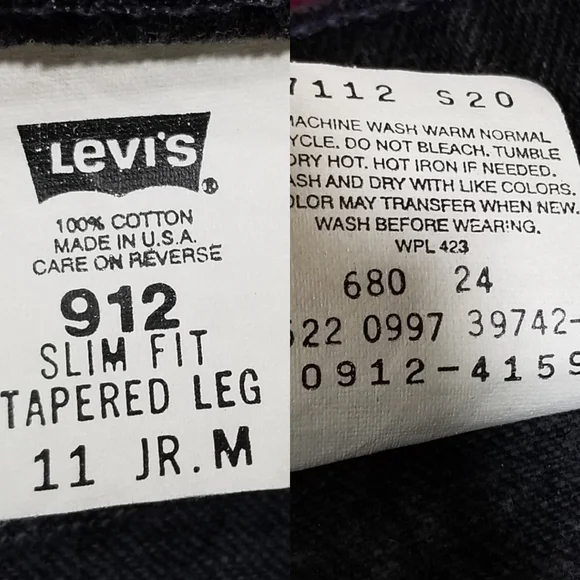 Levi's®
100% COTTON
MADE IN U.S.A.
CARE ON REVERSE
912
SLIM FIT
TAPERED LEG
11 JR. M
7112 S20
MACHINE WASH WARM NORMAL
CYCLE. DO NOT BLEACH. TUMBLE
DRY HOT. HOT IRON IF NEEDED.
WASH AND DRY WITH LIKE COLORS.
COLOR MAY TRANSFER WHEN NEW.
WASH BEFORE WEARING.
WPL 423
680 24
522 0997 39742-
0912-4159